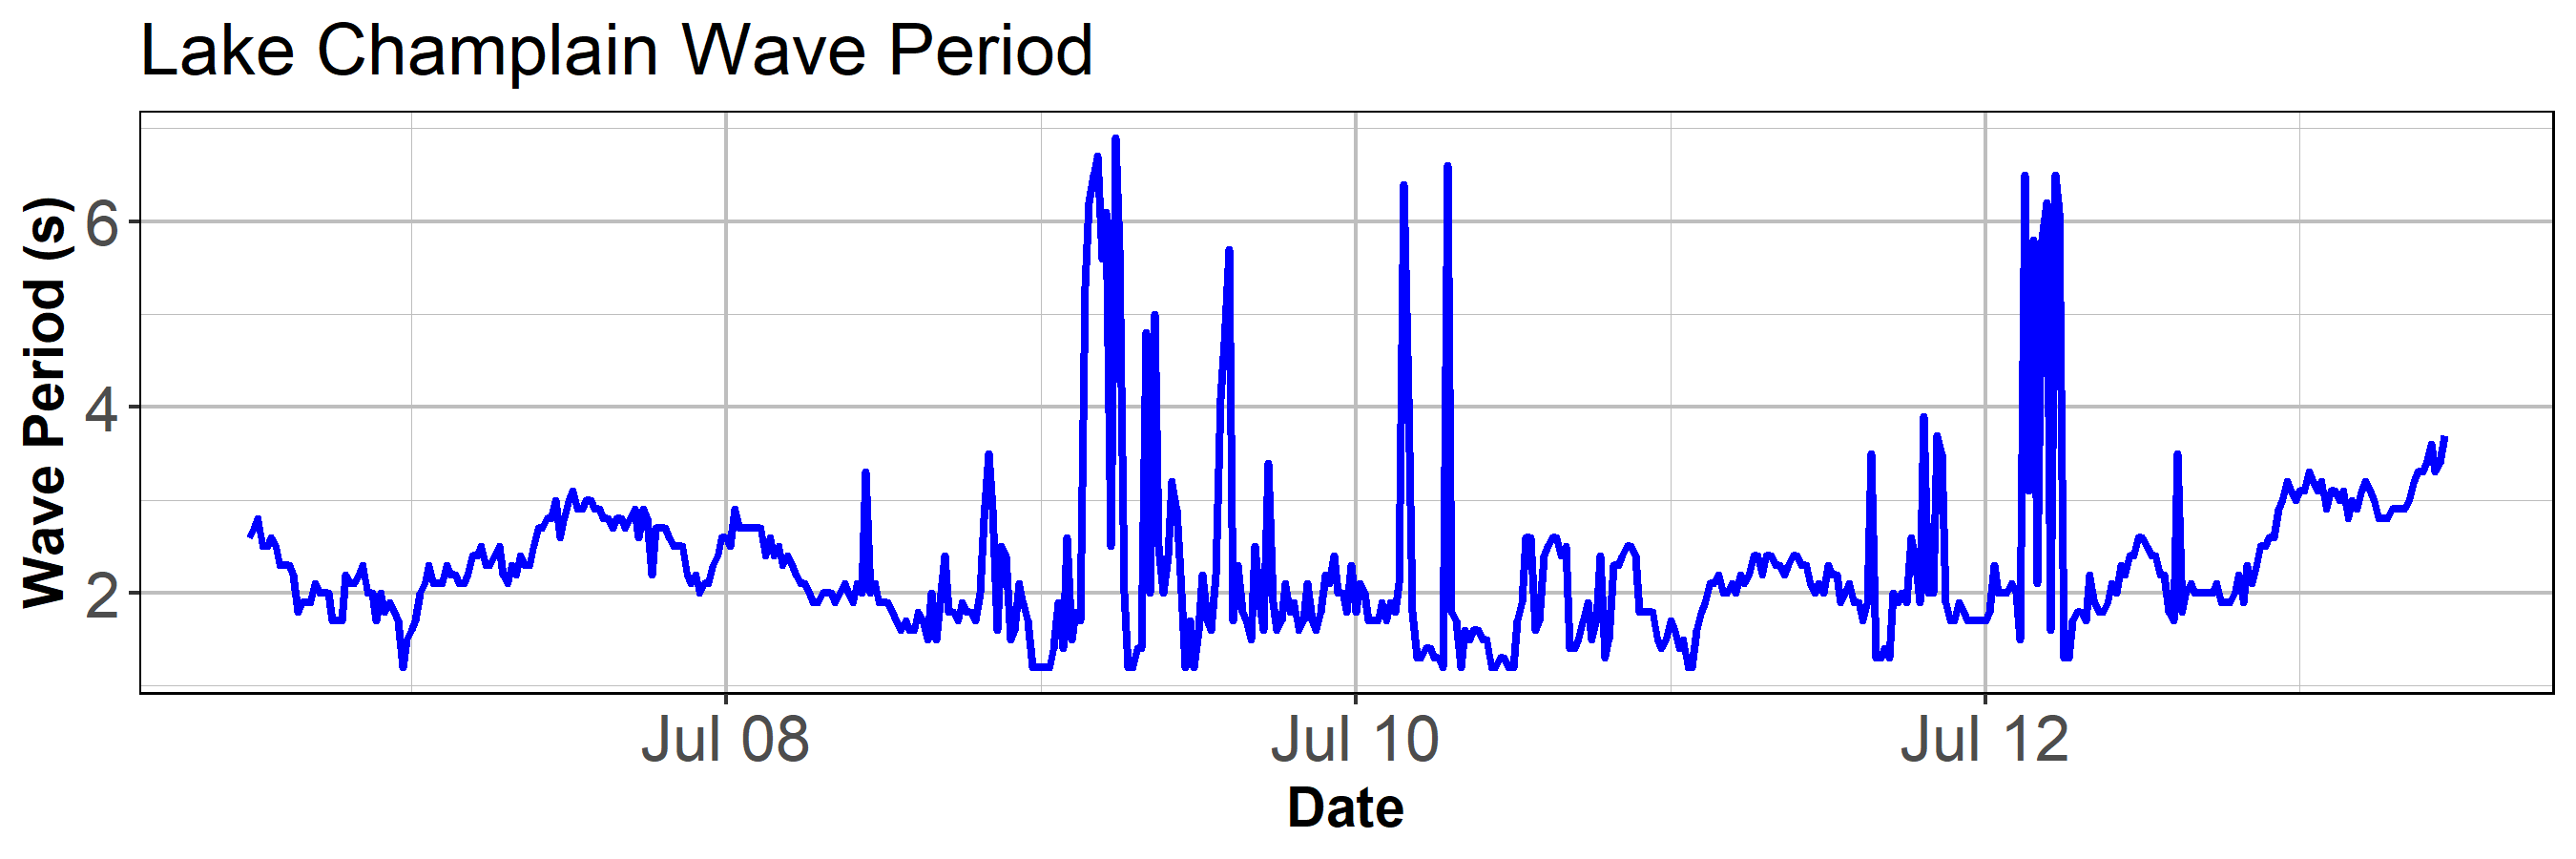 Lake Champlain Wave Period
Wave Period (s)
6
4
2
Jul 08
Jul 10
Jul 12
Date